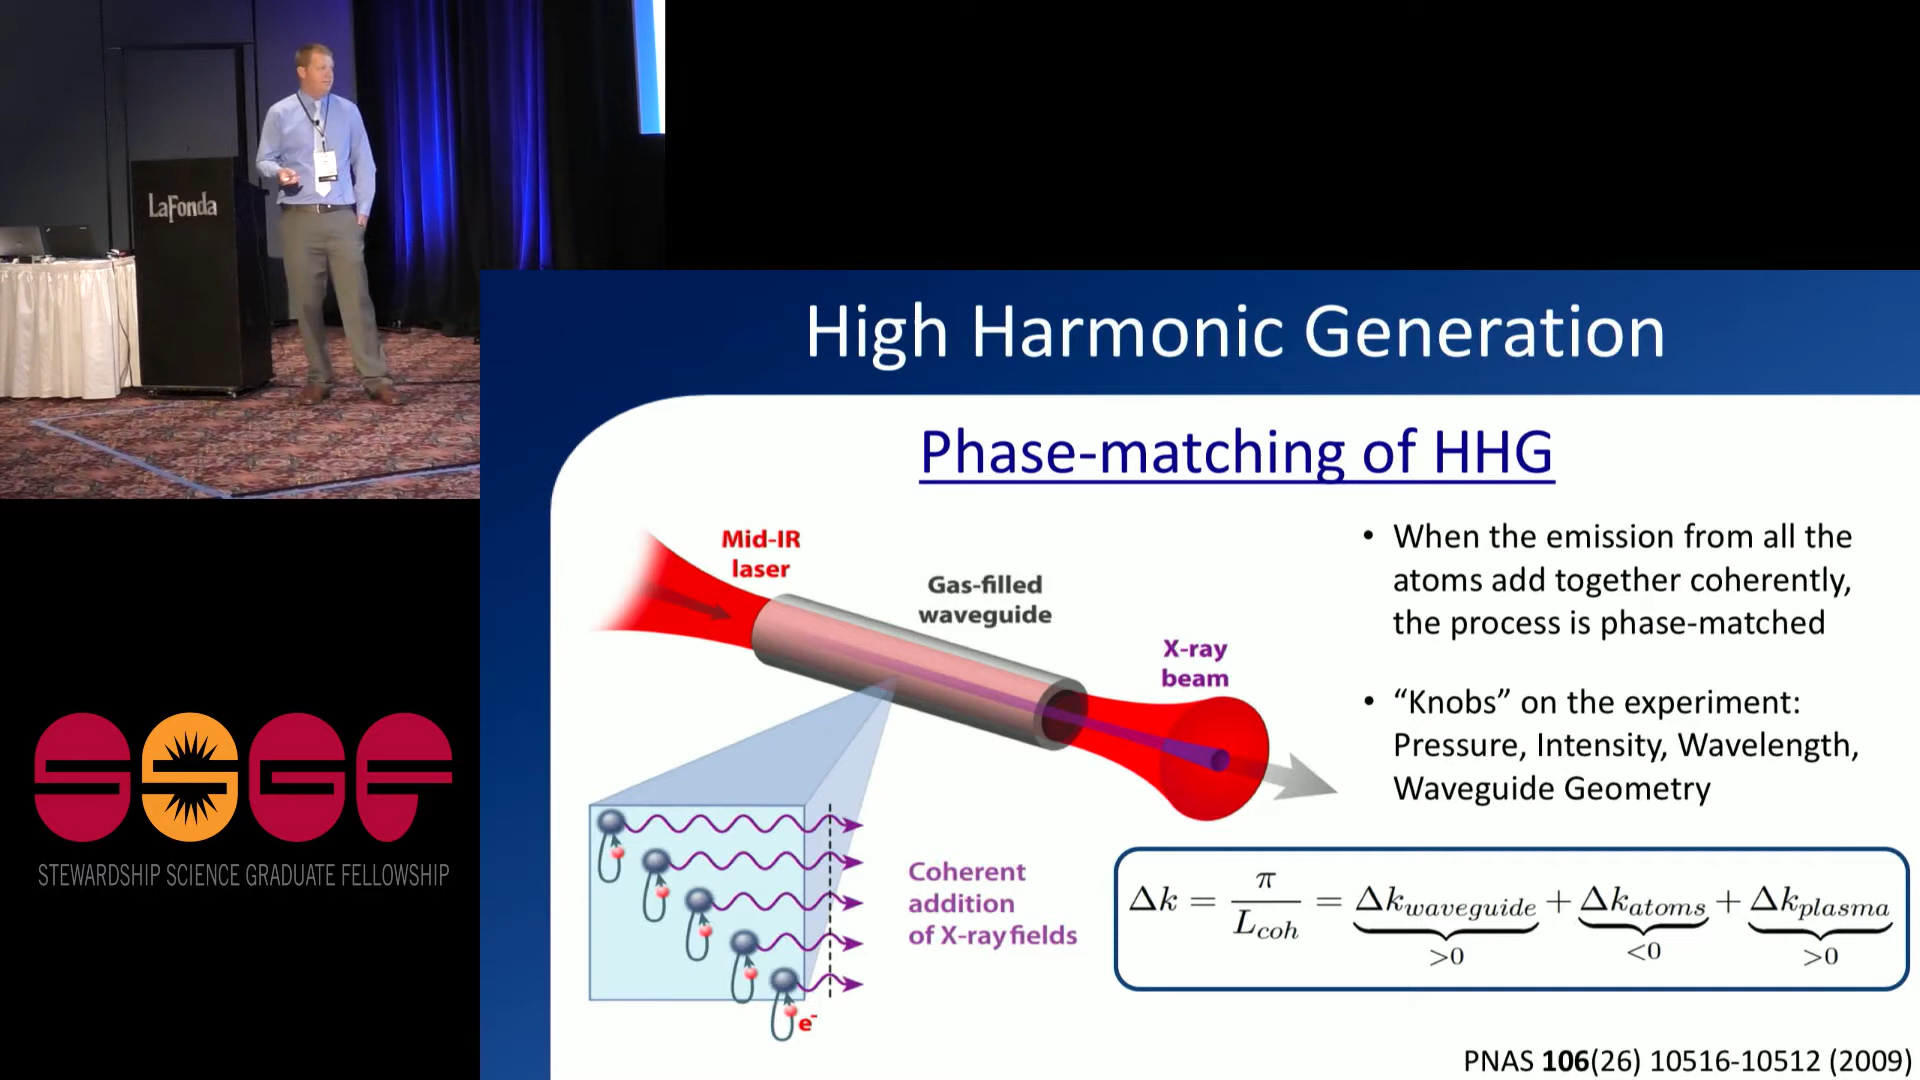 LaFonda
High Harmonic Generation
Phase-matching of HHG
Mid-IR
laser
Gas-filled
waveguide
X-ray
beam
Coherent
addition
of X-ray fields
e⁻
• When the emission from all the
atoms add together coherently,
the process is phase-matched
• “Knobs” on the experiment:
Pressure, Intensity, Wavelength,
Waveguide Geometry
Δk = π/L_coh = Δk_waveguide + Δk_atoms + Δk_plasma
>0 <0 >0
PNAS 106(26) 10516-10512 (2009)
SSGF
STEWARDSHIP SCIENCE GRADUATE FELLOWSHIP